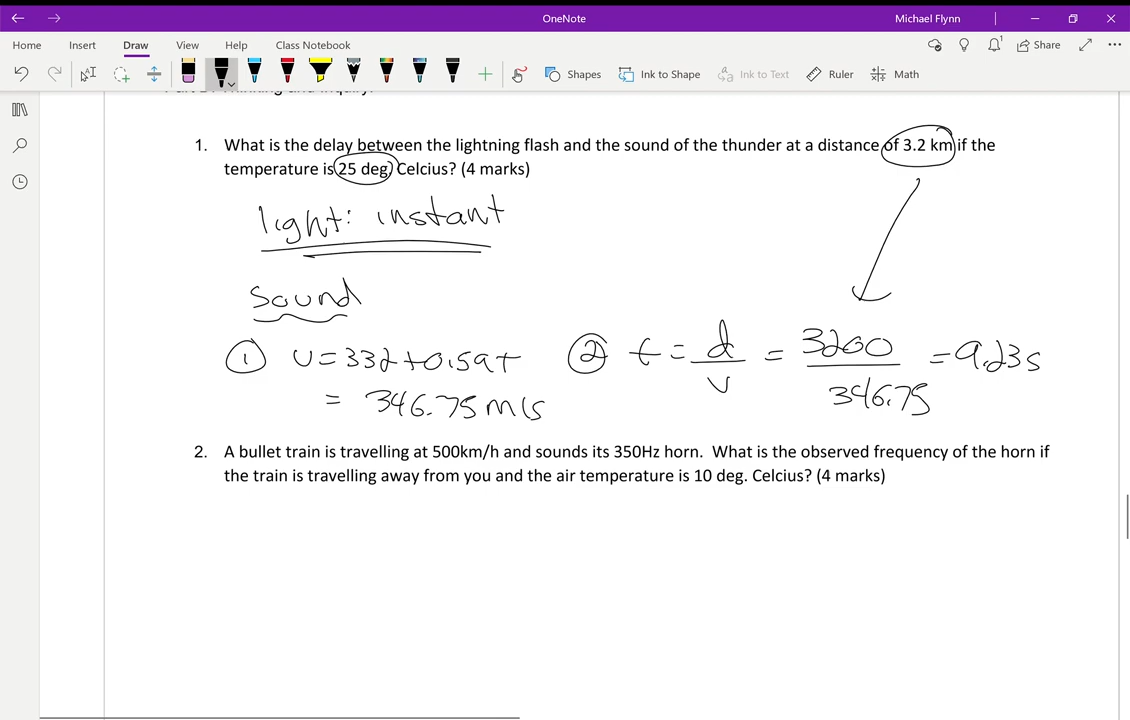 OneNote
Michael Flynn
Home Insert Draw View Help Class Notebook
1 Share
Shapes Ink to Shape Ink to Text Ruler Math
1. What is the delay between the lightning flash and the sound of the thunder at a distance of 3.2 km if the
temperature is 25 deg. Celcius? (4 marks)
light: instant
Sound
① v=332+0.59T ② t = d/v = 3200/346.75 = 9.23s
= 346.75 m/s
2. A bullet train is travelling at 500km/h and sounds its 350Hz horn. What is the observed frequency of the horn if
the train is travelling away from you and the air temperature is 10 deg. Celcius? (4 marks)